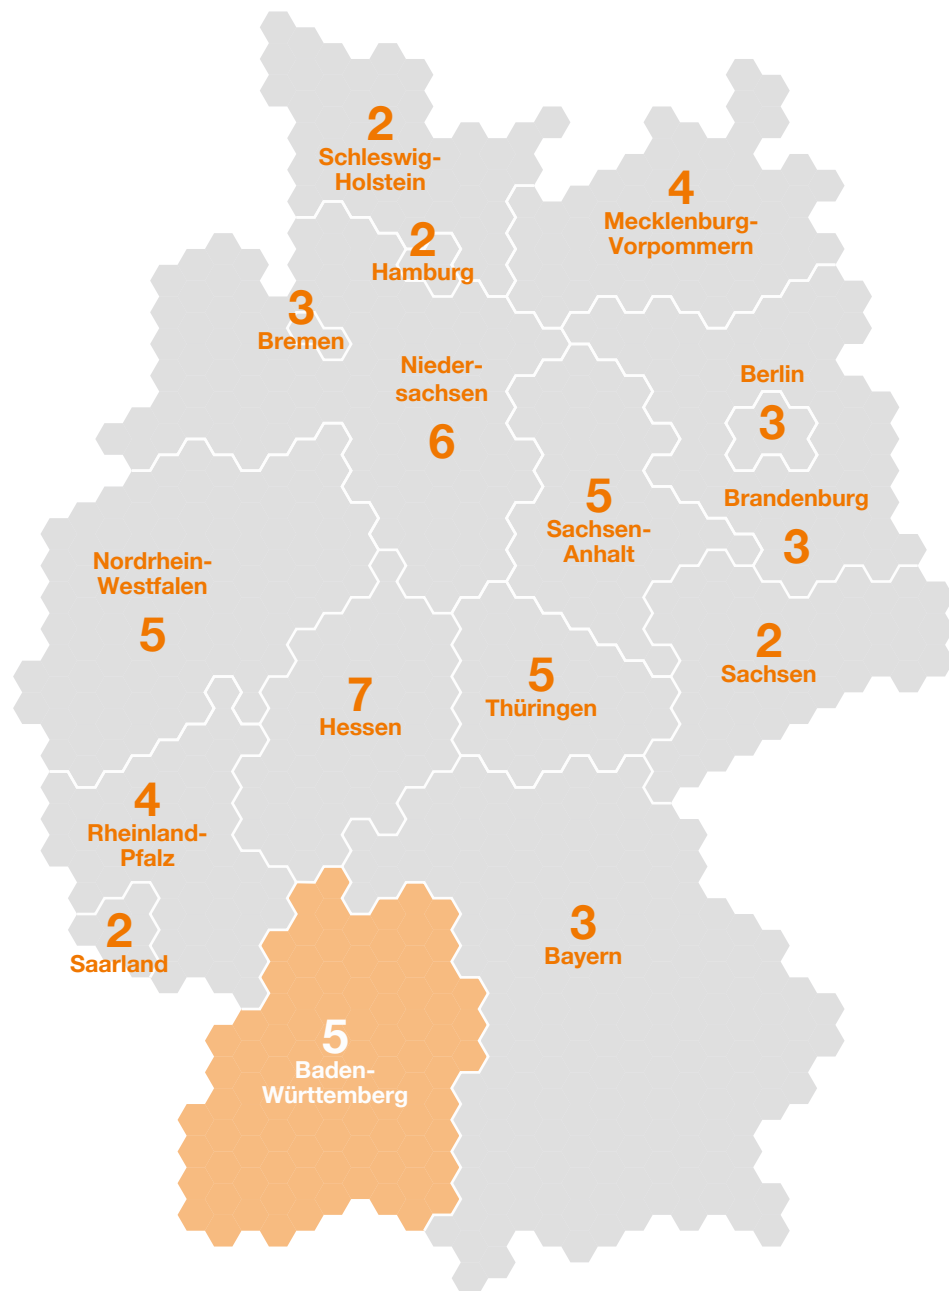 2
Schleswig-
Holstein
4
Mecklenburg-
Vorpommern
2
Hamburg
3
Bremen
Nieder-
sachsen
6
Berlin
3
5
Sachsen-
Anhalt
Brandenburg
3
Nordrhein-
Westfalen
5
2
Sachsen
7
Hessen
5
Thüringen
4
Rheinland-
Pfalz
2
Saarland
3
Bayern
5
Baden-
Württemberg